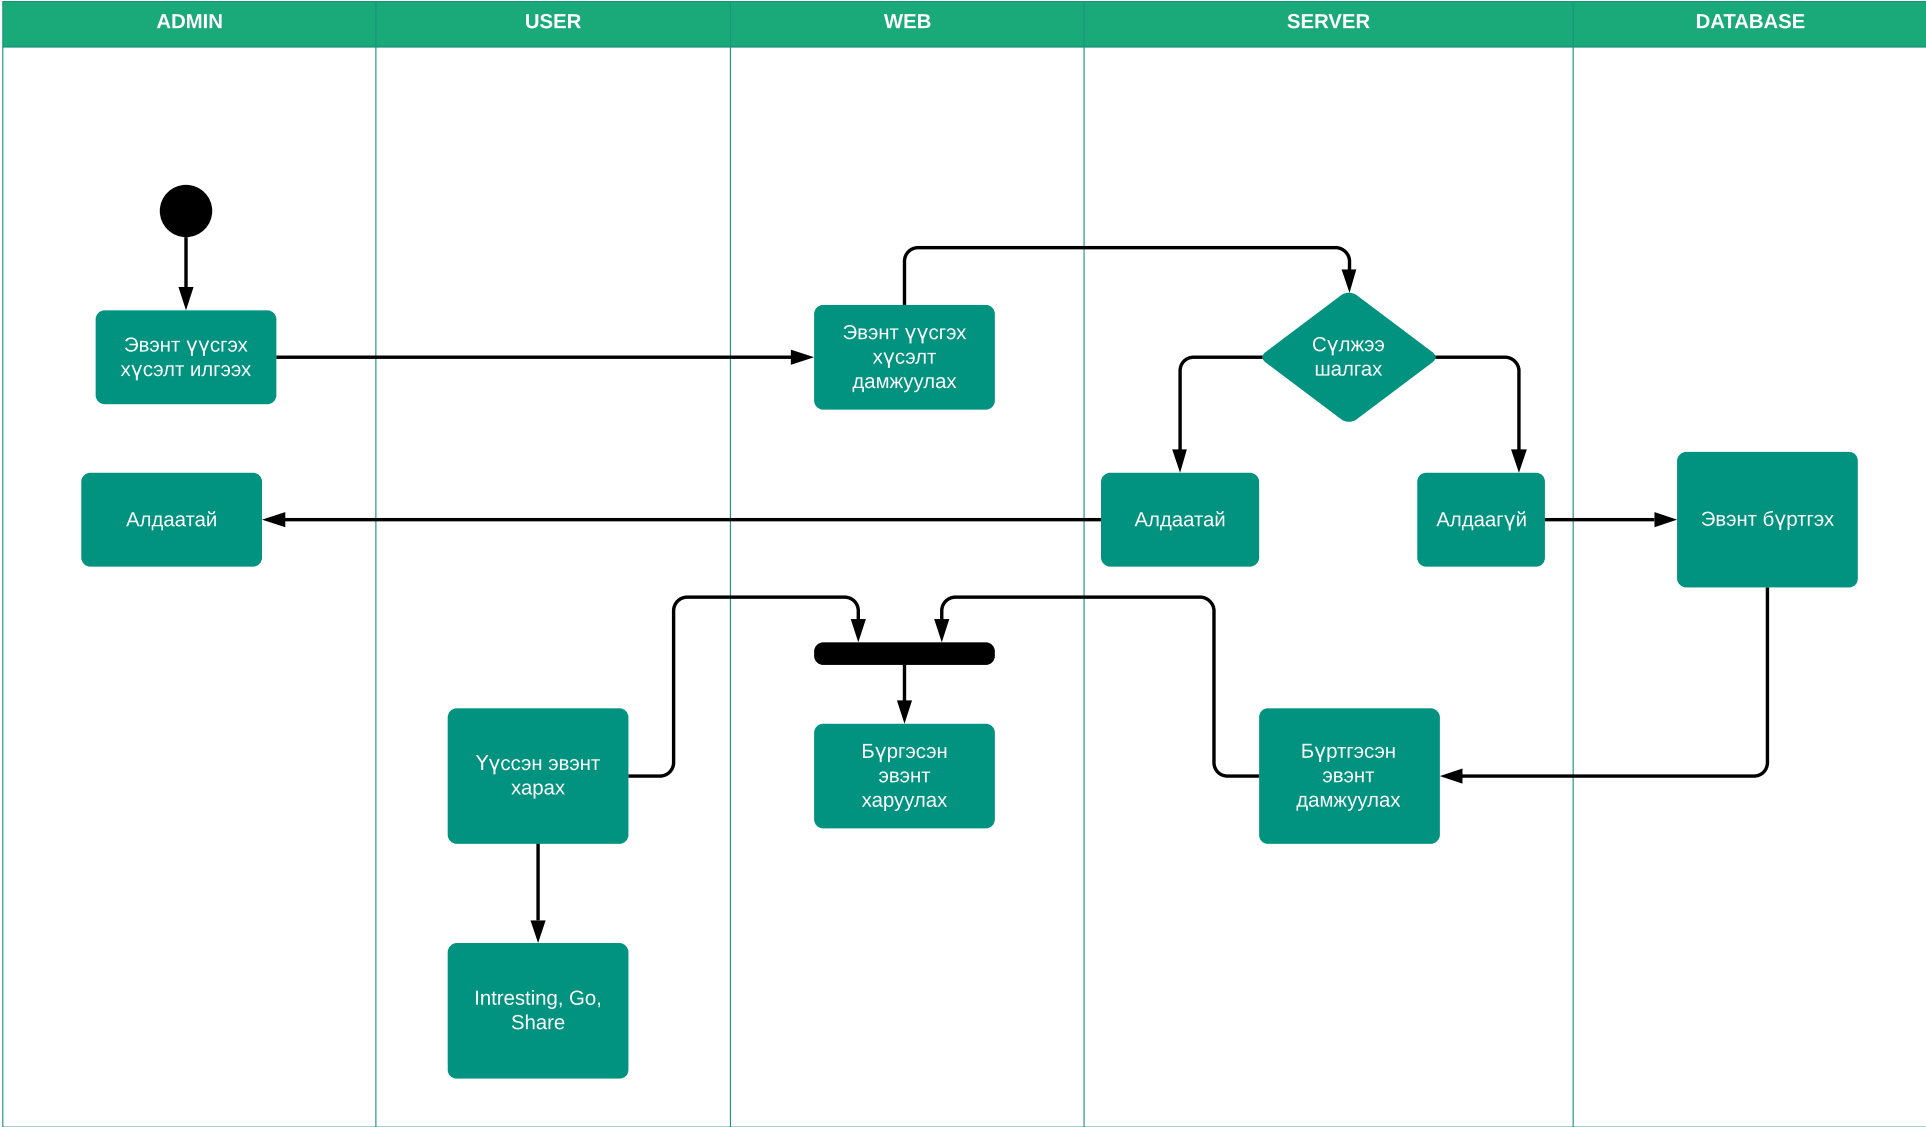 ADMIN
USER
WEB
SERVER
DATABASE
Эвэнт үүсгэх
хүсэлт илгээх
Эвэнт үүсгэх
хүсэлт
дамжуулах
Сүлжээ
шалгах
Алдаатай
Алдаатай
Алдаагүй
Эвэнт бүртгэх
Үүссэн эвэнт
харах
Бүргэсэн
эвэнт
харуулах
Бүртгэсэн
эвэнт
дамжуулах
Intresting, Go,
Share